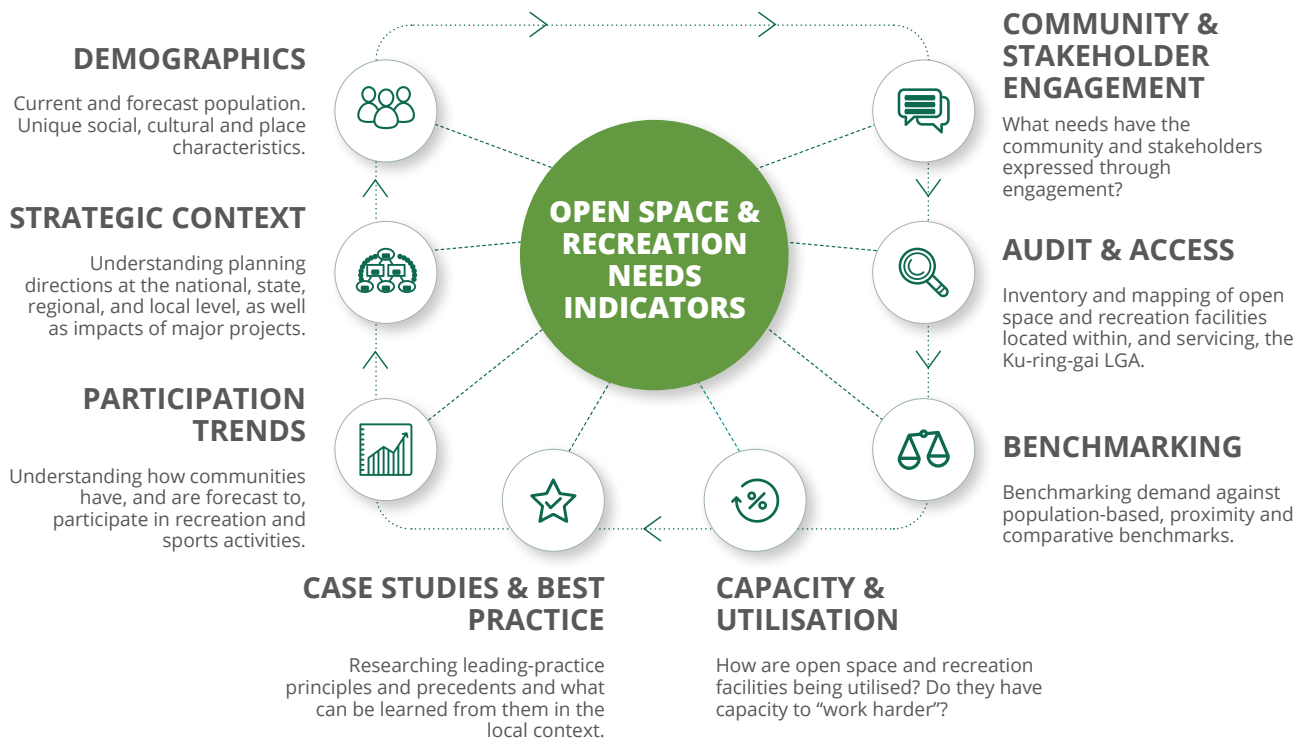 DEMOGRAPHICS
Current and forecast population.
Unique social, cultural and place
characteristics.
STRATEGIC CONTEXT
Understanding planning
directions at the national, state,
regional, and local level, as well
as impacts of major projects.
PARTICIPATION
TRENDS
Understanding how communities
have, and are forecast to,
participate in recreation and
sports activities.
CASE STUDIES & BEST
PRACTICE
Researching leading-practice
principles and precedents and what
can be learned from them in the
local context.
OPEN SPACE &
RECREATION
NEEDS
INDICATORS
%
CAPACITY &
UTILISATION
How are open space and recreation
facilities being utilised? Do they have
capacity to “work harder”?
COMMUNITY &
STAKEHOLDER
ENGAGEMENT
What needs have the
community and stakeholders
expressed through
engagement?
AUDIT & ACCESS
Inventory and mapping of open
space and recreation facilities
located within, and servicing, the
Ku-ring-gai LGA.
BENCHMARKING
Benchmarking demand against
population-based, proximity and
comparative benchmarks.